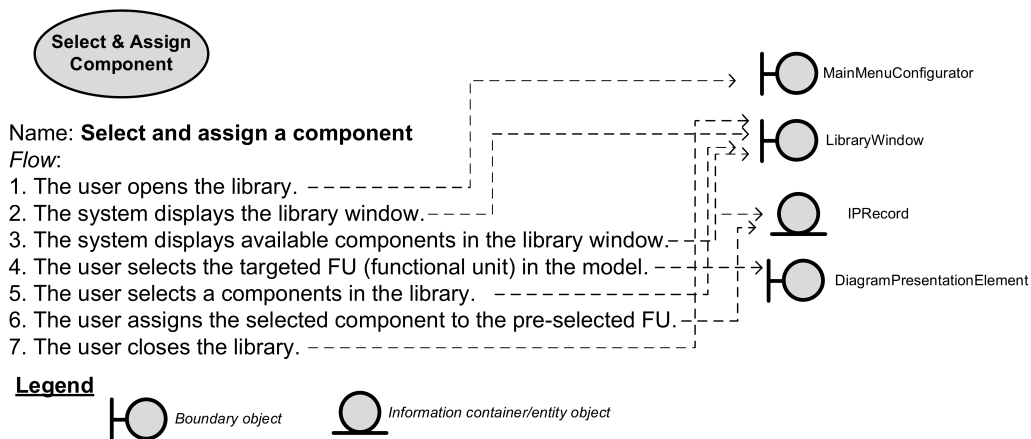 Select & Assign
Component
MainMenuConfigurator
Name: Select and assign a component
LibraryWindow
Flow:
1. The user opens the library.
2. The system displays the library window.
IPRecord
3. The system displays available components in the library window.
4. The user selects the targeted FU (functional unit) in the model.
DiagramPresentationElement
5. The user selects a components in the library.
6. The user assigns the selected component to the pre-selected FU.
7. The user closes the library.
Legend
Boundary object
Information container/entity object